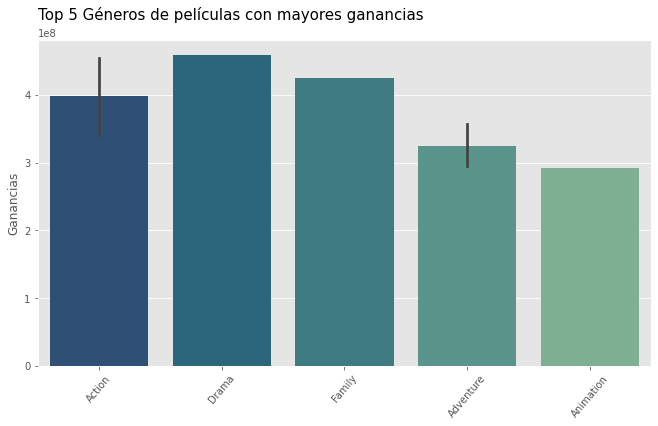 Top 5 Géneros de películas con mayores ganancias
1e8
4
3
2
1
0
Ganancias
Action
Drama
Family
Adventure
Animation